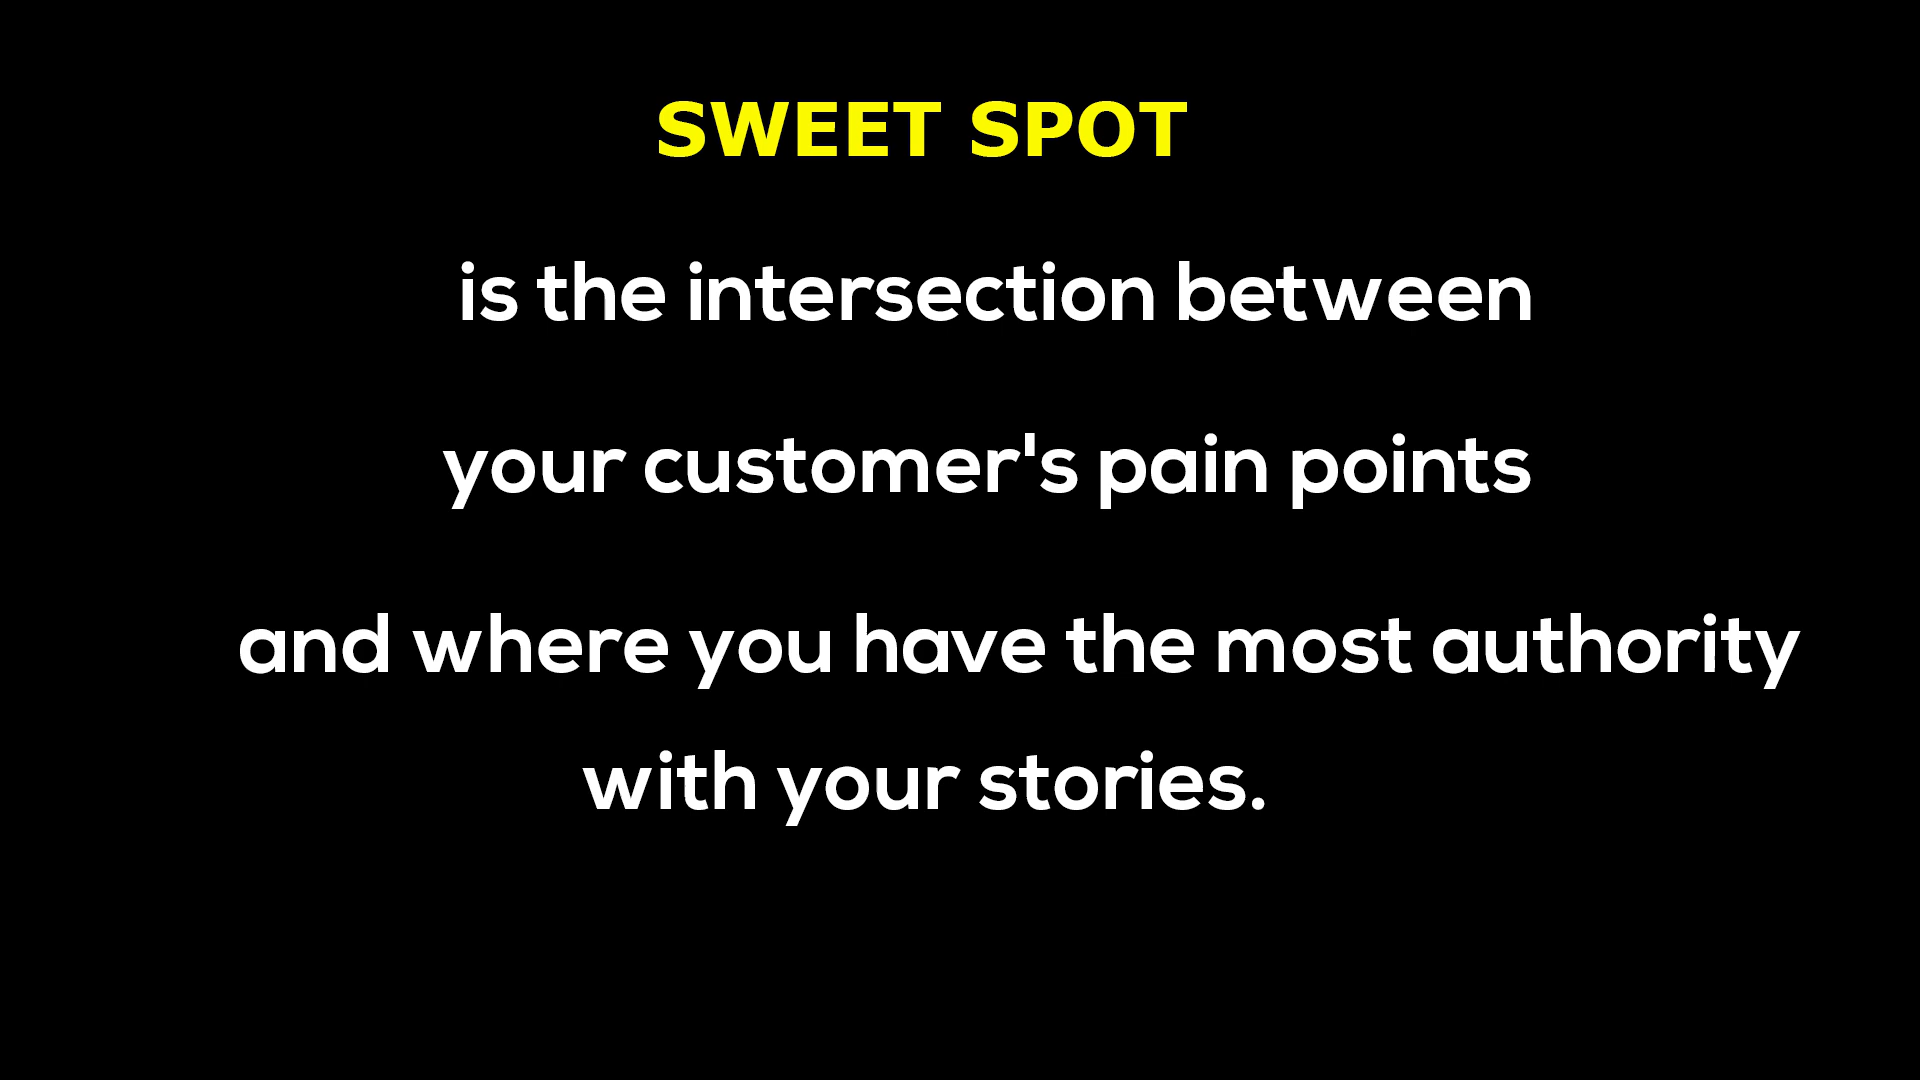 SWEET SPOT
is the intersection between
your customer's pain points
and where you have the most authority
with your stories.